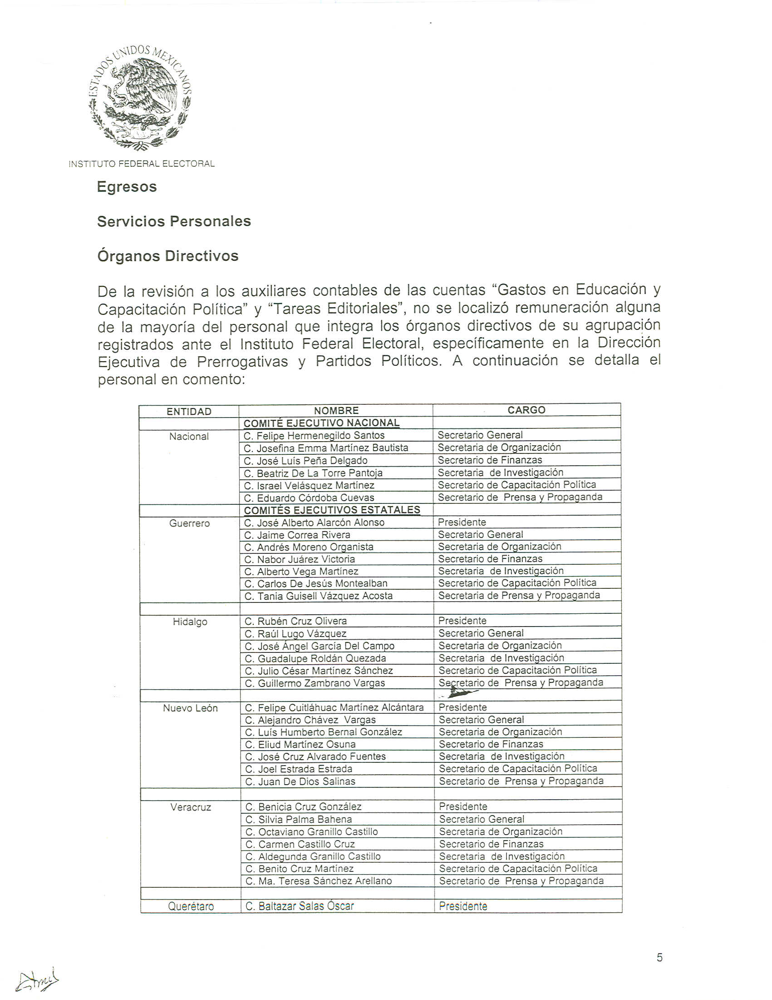 ESTADOS UNIDOS MEXICANOS
INSTITUTO FEDERAL ELECTORAL
Egresos
Servicios Personales
Órganos Directivos
De la revisión a los auxiliares contables de las cuentas “Gastos en Educación y
Capacitación Política” y “Tareas Editoriales”, no se localizó remuneración alguna
de la mayoría del personal que integra los órganos directivos de su agrupación
registrados ante el Instituto Federal Electoral, específicamente en la Dirección
Ejecutiva de Prerrogativas y Partidos Políticos. A continuación se detalla el
personal en comento:
ENTIDAD NOMBRE CARGO
COMITÉ EJECUTIVO NACIONAL
Nacional C. Felipe Hermenegildo Santos Secretario General
C. Josefina Emma Martínez Bautista Secretaria de Organización
C. José Luís Peña Delgado Secretario de Finanzas
C. Beatriz De La Torre Pantoja Secretaria de Investigación
C. Israel Velásquez Martínez Secretario de Capacitación Política
C. Eduardo Córdoba Cuevas Secretario de Prensa y Propaganda
COMITÉS EJECUTIVOS ESTATALES
Guerrero C. José Alberto Alarcón Alonso Presidente
C. Jaime Correa Rivera Secretario General
C. Andrés Moreno Organista Secretaria de Organización
C. Nabor Juárez Victoria Secretario de Finanzas
C. Alberto Vega Martínez Secretaria de Investigación
C. Carlos De Jesús Montealban Secretario de Capacitación Política
C. Tania Guisell Vázquez Acosta Secretaria de Prensa y Propaganda
Hidalgo C. Rubén Cruz Olivera Presidente
C. Raúl Lugo Vázquez Secretario General
C. José Ángel García Del Campo Secretaria de Organización
C. Guadalupe Roldán Quezada Secretaria de Investigación
C. Julio César Martínez Sánchez Secretario de Capacitación Política
C. Guillermo Zambrano Vargas Secretario de Prensa y Propaganda
Nuevo León C. Felipe Cuitláhuac Martínez Alcántara Presidente
C. Alejandro Chávez Vargas Secretario General
C. Luís Humberto Bernal González Secretaria de Organización
C. Eliud Martínez Osuna Secretario de Finanzas
C. José Cruz Alvarado Fuentes Secretaria de Investigación
C. Joel Estrada Estrada Secretario de Capacitación Política
C. Juan De Dios Salinas Secretario de Prensa y Propaganda
Veracruz C. Benicia Cruz González Presidente
C. Silvia Palma Bahena Secretario General
C. Octaviano Granillo Castillo Secretaria de Organización
C. Carmen Castillo Cruz Secretario de Finanzas
C. Aldegunda Granillo Castillo Secretaria de Investigación
C. Benito Cruz Martínez Secretario de Capacitación Política
C. Ma. Teresa Sánchez Arellano Secretario de Prensa y Propaganda
Querétaro C. Baltazar Salas Óscar Presidente
5